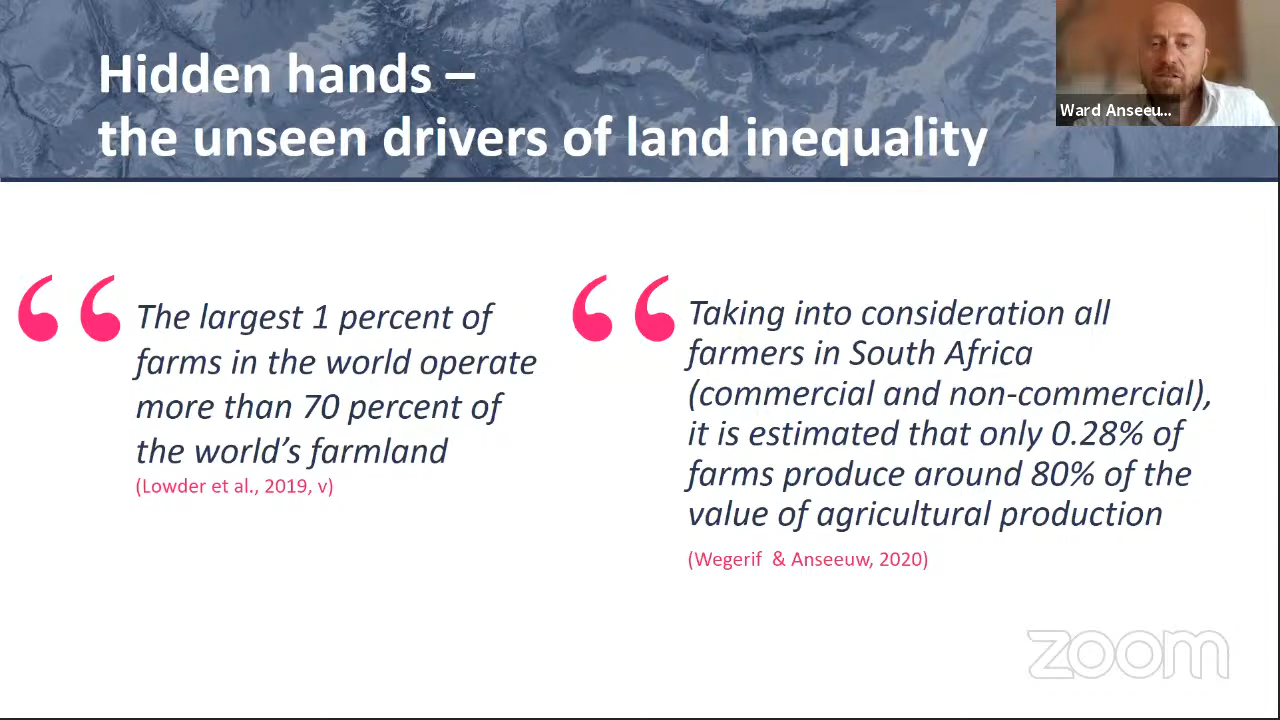 Hidden hands –
the unseen drivers of land inequality
Ward Anseeu...
“ The largest 1 percent of
farms in the world operate
more than 70 percent of
the world’s farmland
(Lowder et al., 2019, v)
“ Taking into consideration all
farmers in South Africa
(commercial and non-commercial),
it is estimated that only 0.28% of
farms produce around 80% of the
value of agricultural production
(Wegerif & Anseeuw, 2020)
zoom